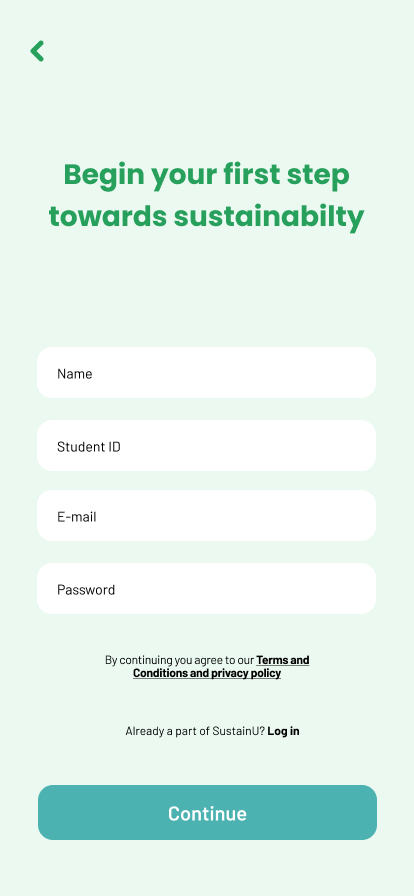 Begin your first step
towards sustainabilty
Name
Student ID
E-mail
Password
By continuing you agree to our Terms and
Conditions and privacy policy
Already a part of SustainU? Log in
Continue